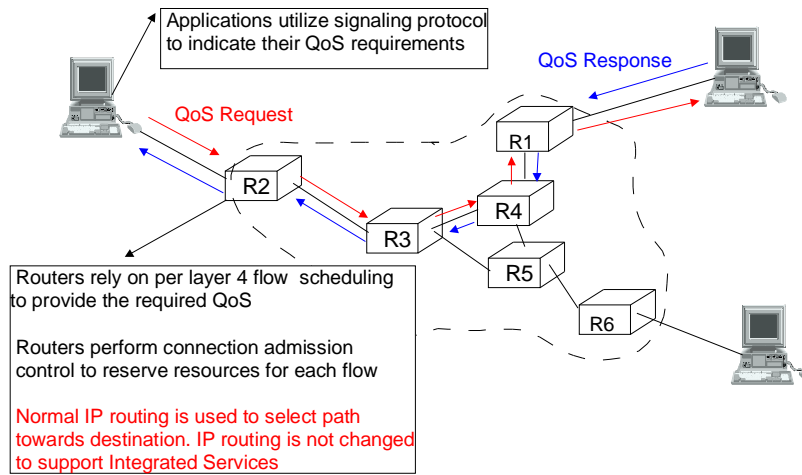 Applications utilize signaling protocol
to indicate their QoS requirements
QoS Response
QoS Request
R1
R2
R4
R3
R5
R6
Routers rely on per layer 4 flow scheduling
to provide the required QoS
Routers perform connection admission
control to reserve resources for each flow
Normal IP routing is used to select path
towards destination. IP routing is not changed
to support Integrated Services